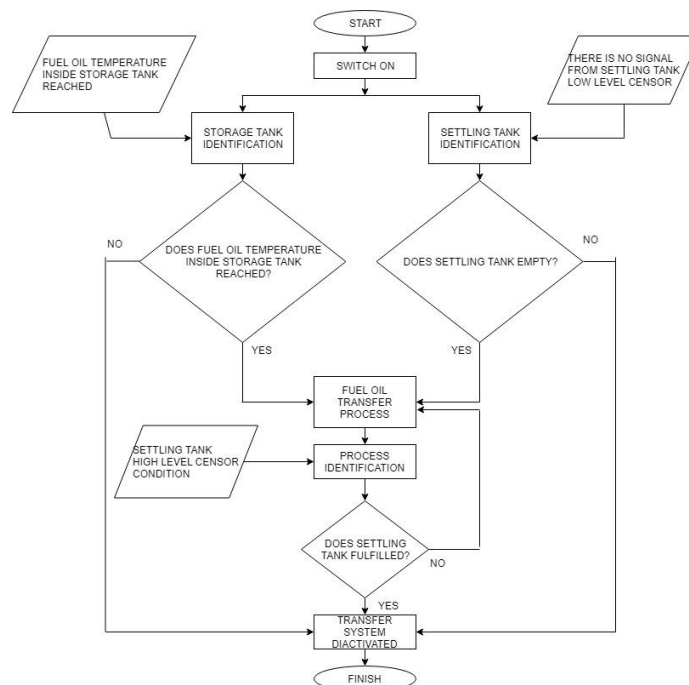 START
SWITCH ON
FUEL OIL TEMPERATURE
INSIDE STORAGE TANK
REACHED
THERE IS NO SIGNAL
FROM SETTLING TANK
LOW LEVEL CENSOR
STORAGE TANK
IDENTIFICATION
SETTLING TANK
IDENTIFICATION
NO
DOES FUEL OIL TEMPERATURE
INSIDE STORAGE TANK
REACHED?
DOES SETTLING TANK EMPTY?
NO
YES
YES
FUEL OIL
TRANSFER
PROCESS
SETTLING TANK
HIGH LEVEL CENSOR
CONDITION
PROCESS
IDENTIFICATION
DOES SETTLING
TANK FULFILLED?
NO
YES
TRANSFER
SYSTEM
DIACTIVATED
FINISH